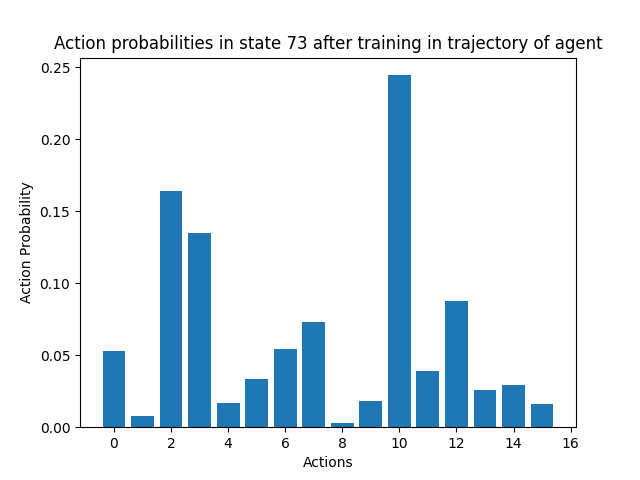 Action probabilities in state 73 after training in trajectory of agent
0.25
0.20
0.15
0.10
0.05
0.00
Action Probability
0 2 4 6 8 10 12 14 16
Actions